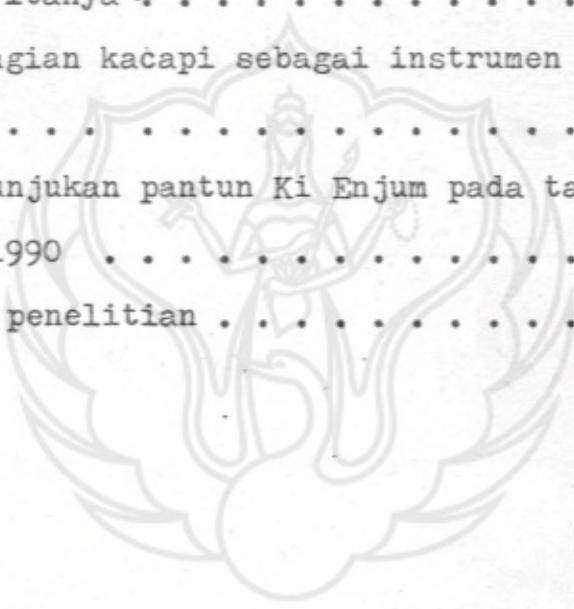 itanya . . . . . . . . . . . .
agian kacapi sebagai instrumen
. . . . . . . . . . . . . . .
unjukan pantun Ki Enjum pada ta
1990 . . . . . . . . . . . . .
penelitian . . . . . . . . . .